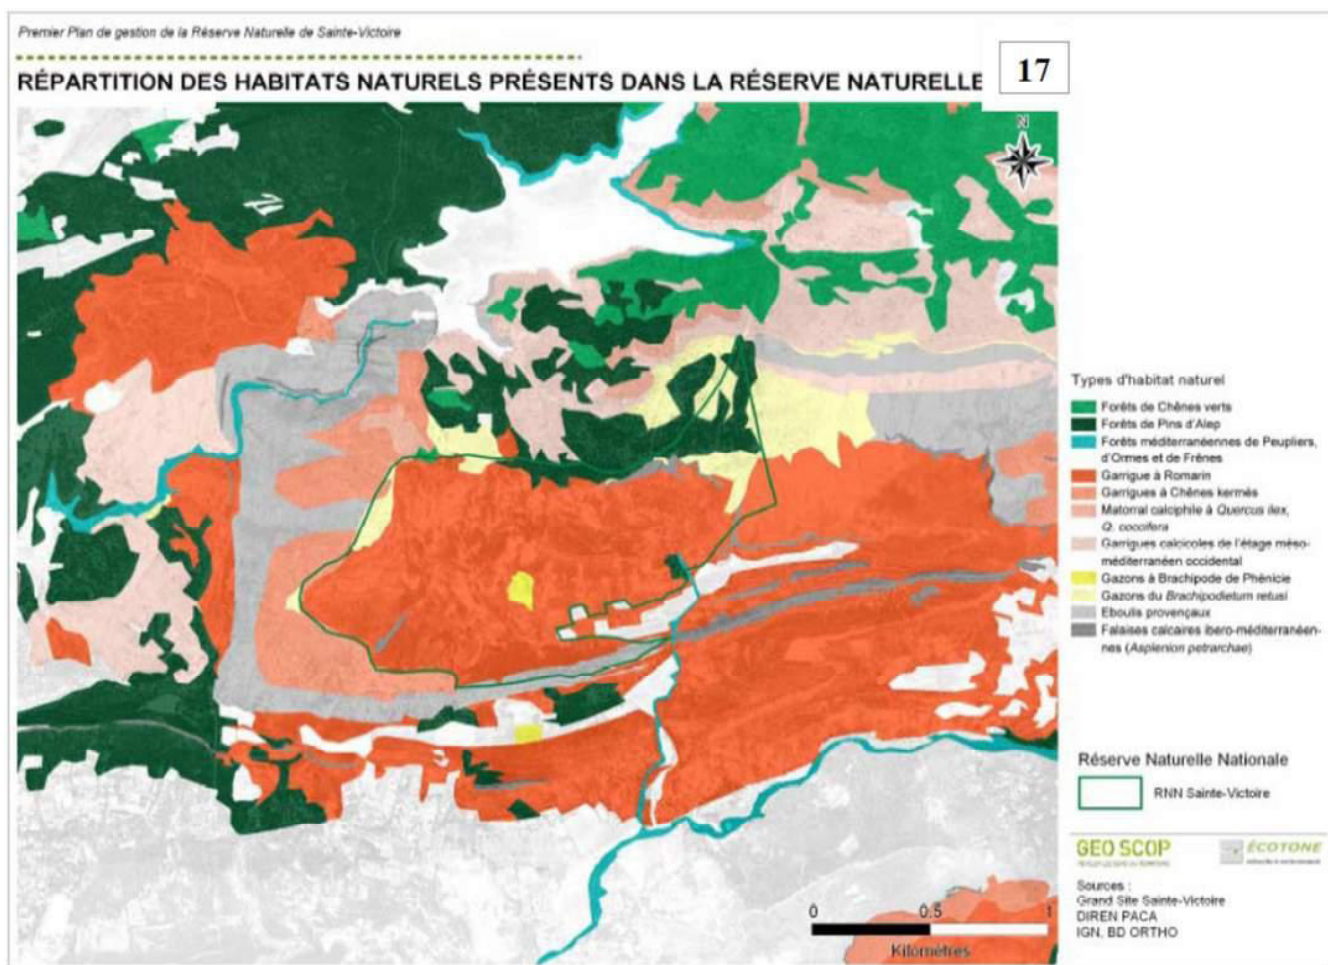 Premier Plan de gestion de la Réserve Naturelle de Sainte-Victoire
RÉPARTITION DES HABITATS NATURELS PRÉSENTS DANS LA RÉSERVE NATURELLE
17
N
Types d'habitat naturel
Forêts de Chênes verts
Forêts de Pins d'Alep
Forêts méditerranéennes de Peupliers,
d'Ormes et de Frênes
Garrigue à Romarin
Garrigues à Chênes kermès
Matorral calciphile à Quercus ilex,
Q. coccifera
Garrigues calcicoles de l'étage méso-
méditerranéen occidental
Gazons à Brachipode de Phénicie
Gazons du Brachipodietum retusi
Eboulis provençaux
Falaises calcaires ibero-méditerranéen-
nes (Asplenion petrarchae)
Réserve Naturelle Nationale
RNN Sainte-Victoire
GEO SCOP
ÉCOTONE
Sources :
Grand Site Sainte-Victoire
DIREN PACA
IGN, BD ORTHO
0 0.5 1
Kilomètres